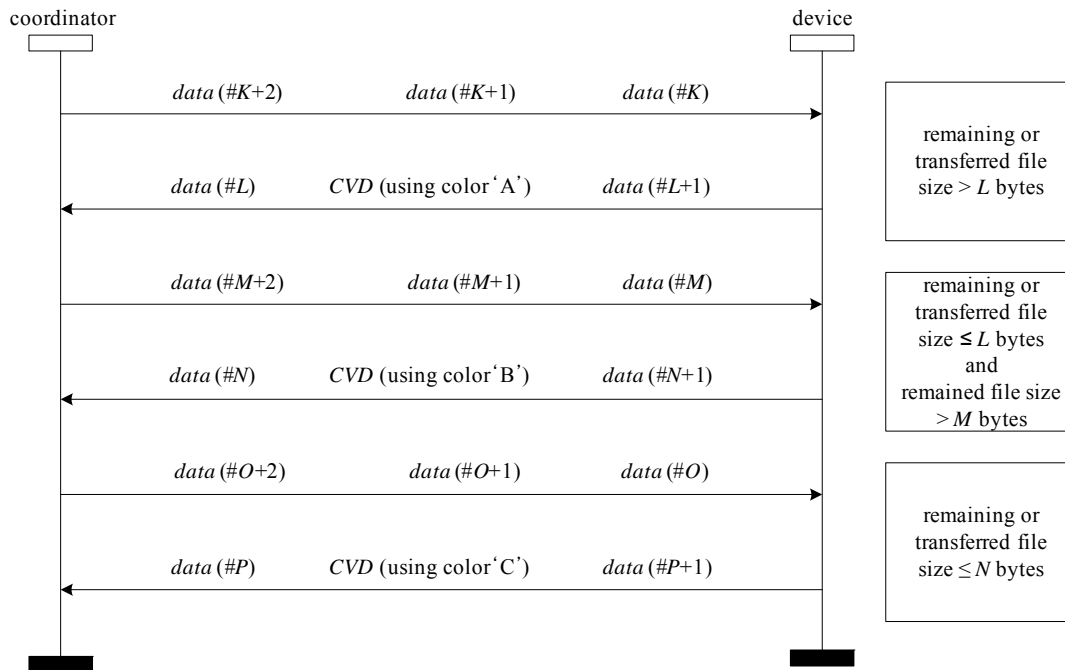 coordinator
device
data (#K+2) data (#K+1) data (#K)
remaining or
transferred file
size > L bytes
data (#L) CVD (using color ‘A’) data (#L+1)
data (#M+2) data (#M+1) data (#M)
remaining or
transferred file
size ≤ L bytes
and
remained file size
> M bytes
data (#N) CVD (using color ‘B’) data (#N+1)
data (#O+2) data (#O+1) data (#O)
remaining or
transferred file
size ≤ N bytes
data (#P) CVD (using color ‘C’) data (#P+1)